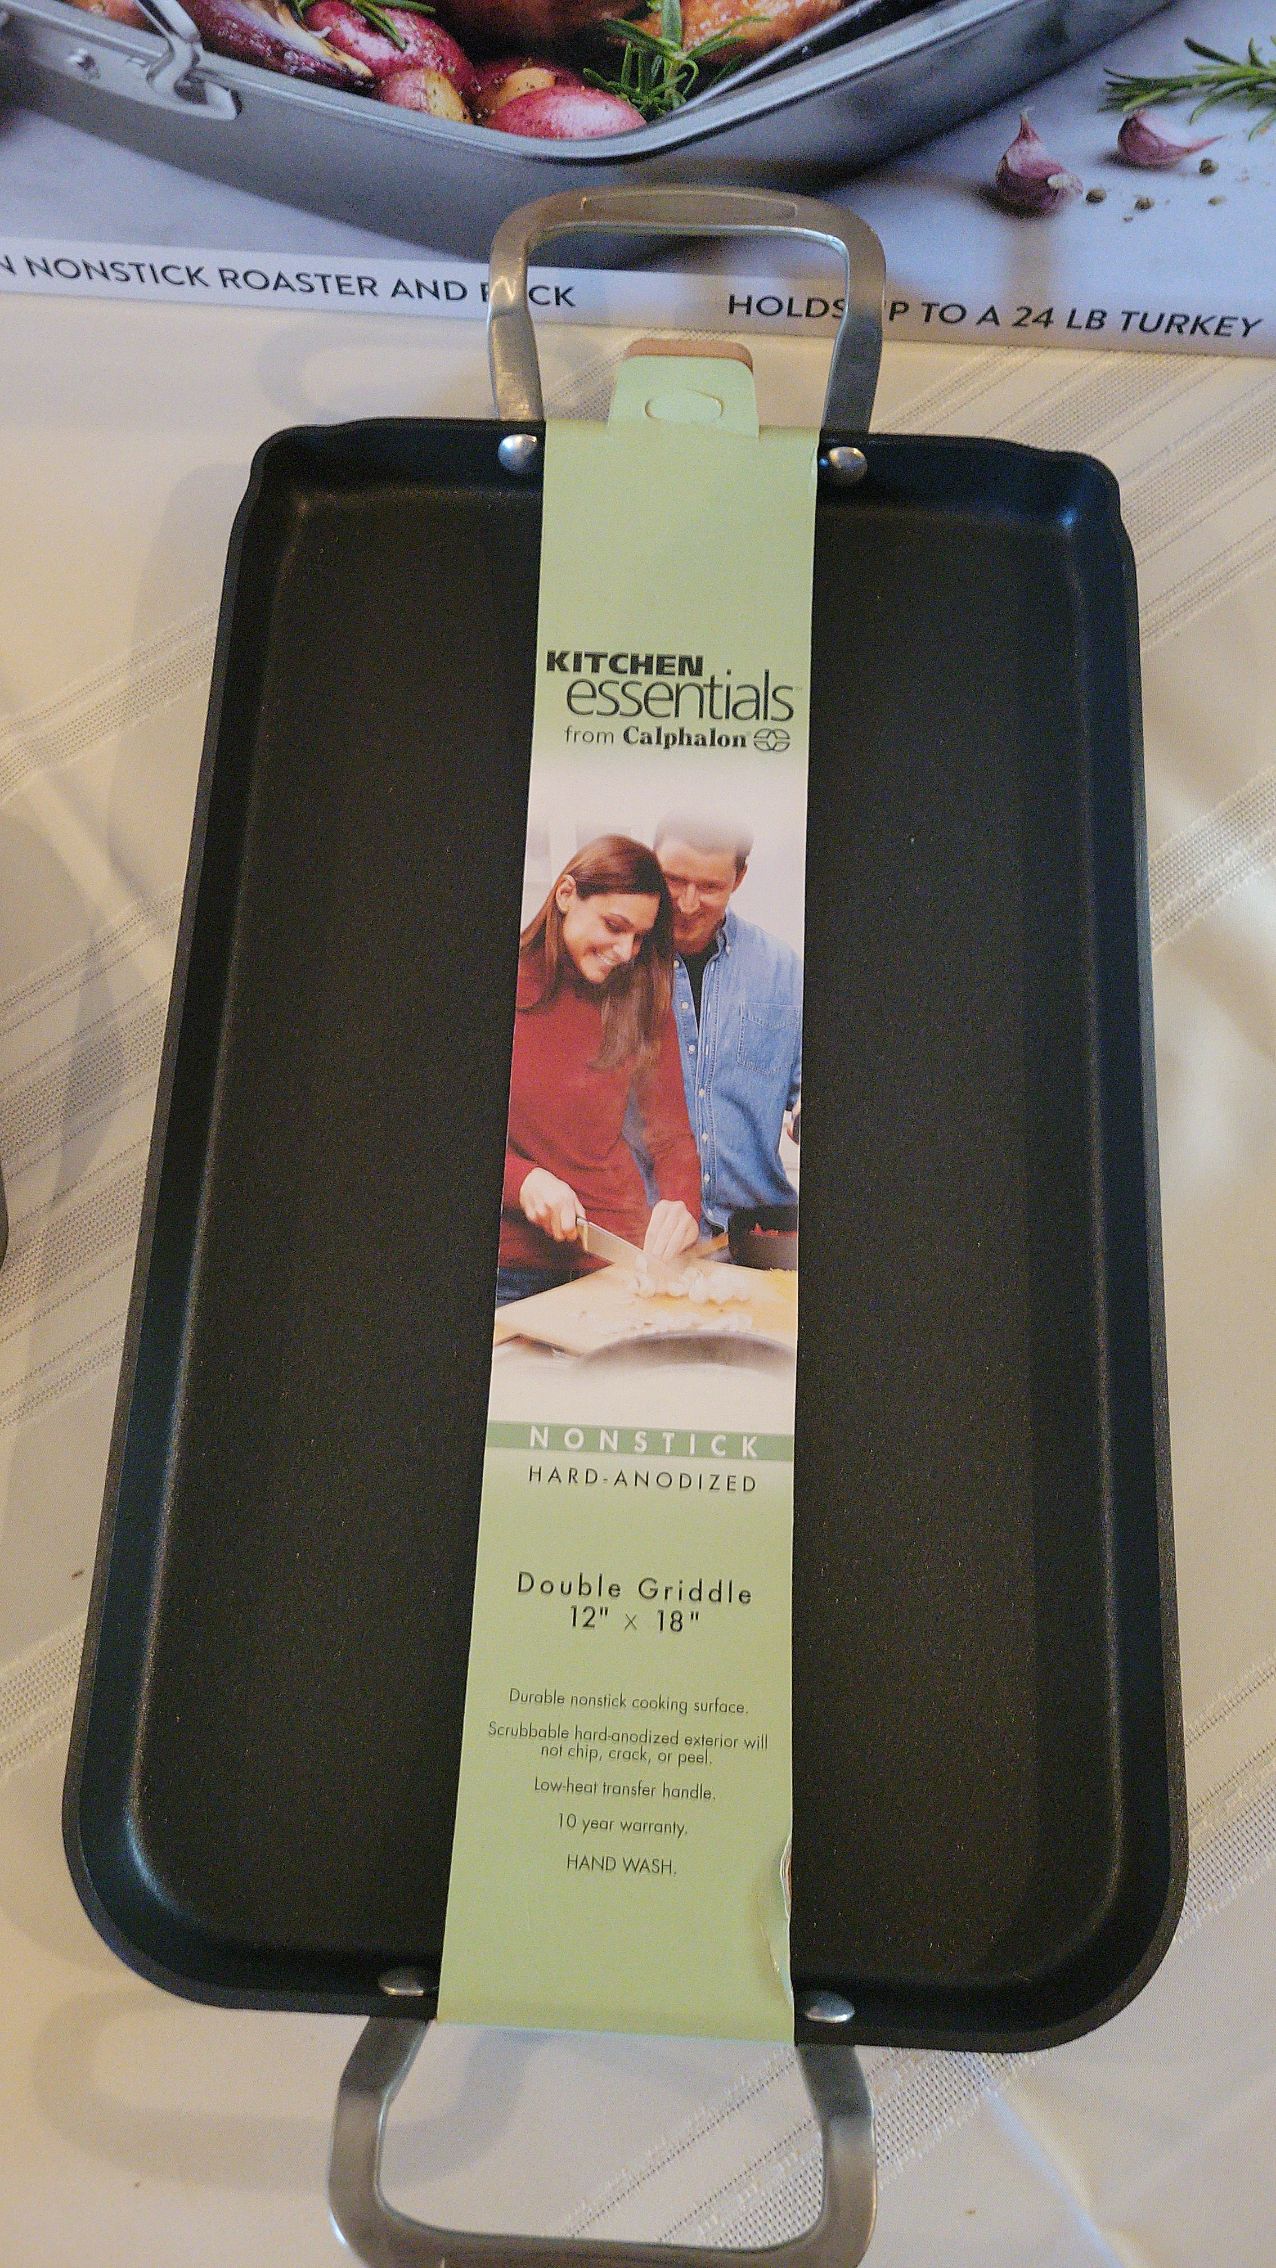 NONSTICK ROASTER AND CK
HOLDS P TO A 24 LB TURKEY
KITCHEN
essentials
from Calphalon
NONSTICK
HARD-ANODIZED
Double Griddle
12" x 18"
Durable nonstick cooking surface.
Scrubbable hard-anodized exterior will
not chip, crack, or peel.
Low-heat transfer handle.
10 year warranty.
HAND WASH.